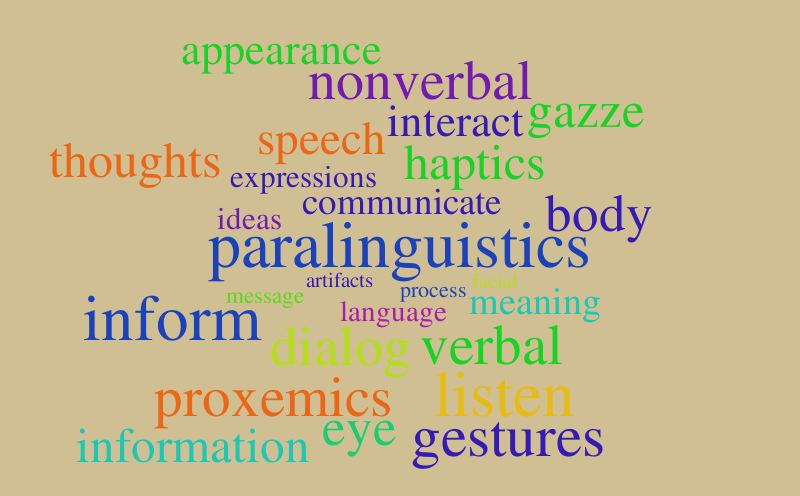 appearance
nonverbal
gazze
interact
speech
thoughts
haptics
expressions
communicate
body
ideas
paralinguistics
artifacts
process
facial
message
meaning
language
inform
dialog
verbal
proxemics
listen
eye
gestures
information